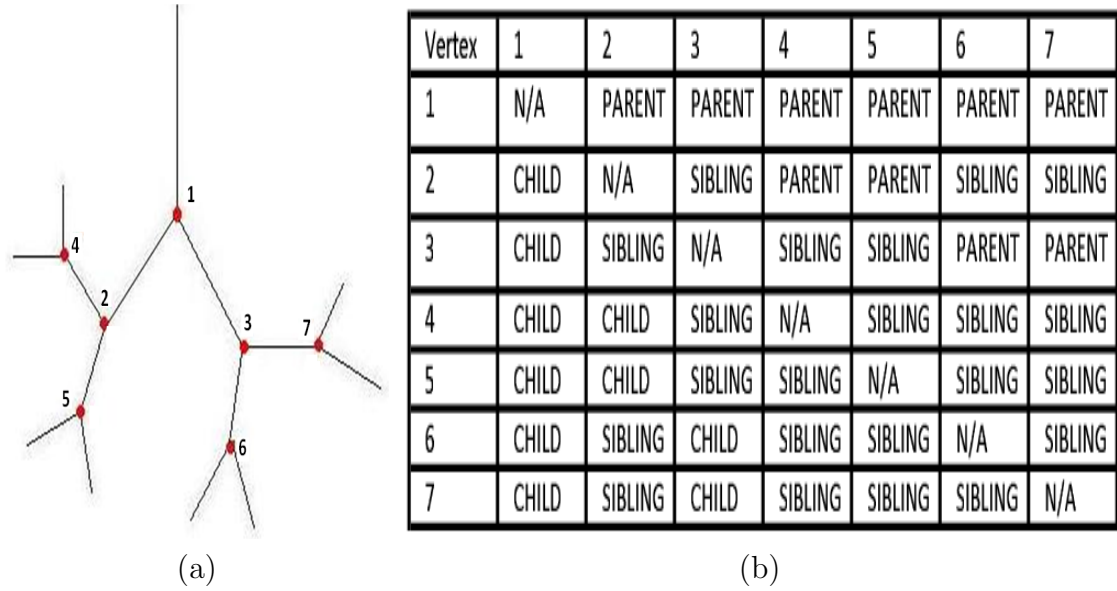 1
4
2
3
7
5
6
(a)
Vertex 1 2 3 4 5 6 7
1 N/A PARENT PARENT PARENT PARENT PARENT PARENT
2 CHILD N/A SIBLING PARENT PARENT SIBLING SIBLING
3 CHILD SIBLING N/A SIBLING SIBLING PARENT PARENT
4 CHILD CHILD SIBLING N/A SIBLING SIBLING SIBLING
5 CHILD CHILD SIBLING SIBLING N/A SIBLING SIBLING
6 CHILD SIBLING CHILD SIBLING SIBLING N/A SIBLING
7 CHILD SIBLING CHILD SIBLING SIBLING SIBLING N/A
(b)